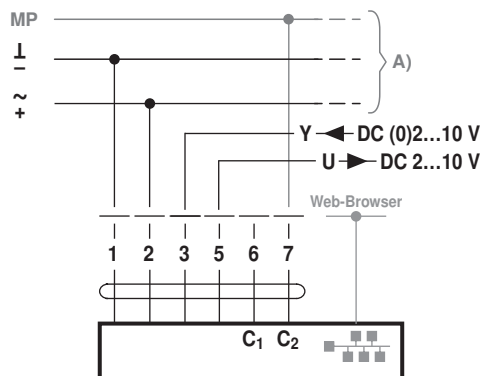 MP
⊥
–
A)
~
+
Y DC (0)2...10 V
U DC 2...10 V
Web-Browser
1 2 3 5 6 7
C1 C2